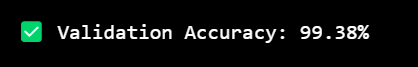 ✅ Validation Accuracy: 99.38%